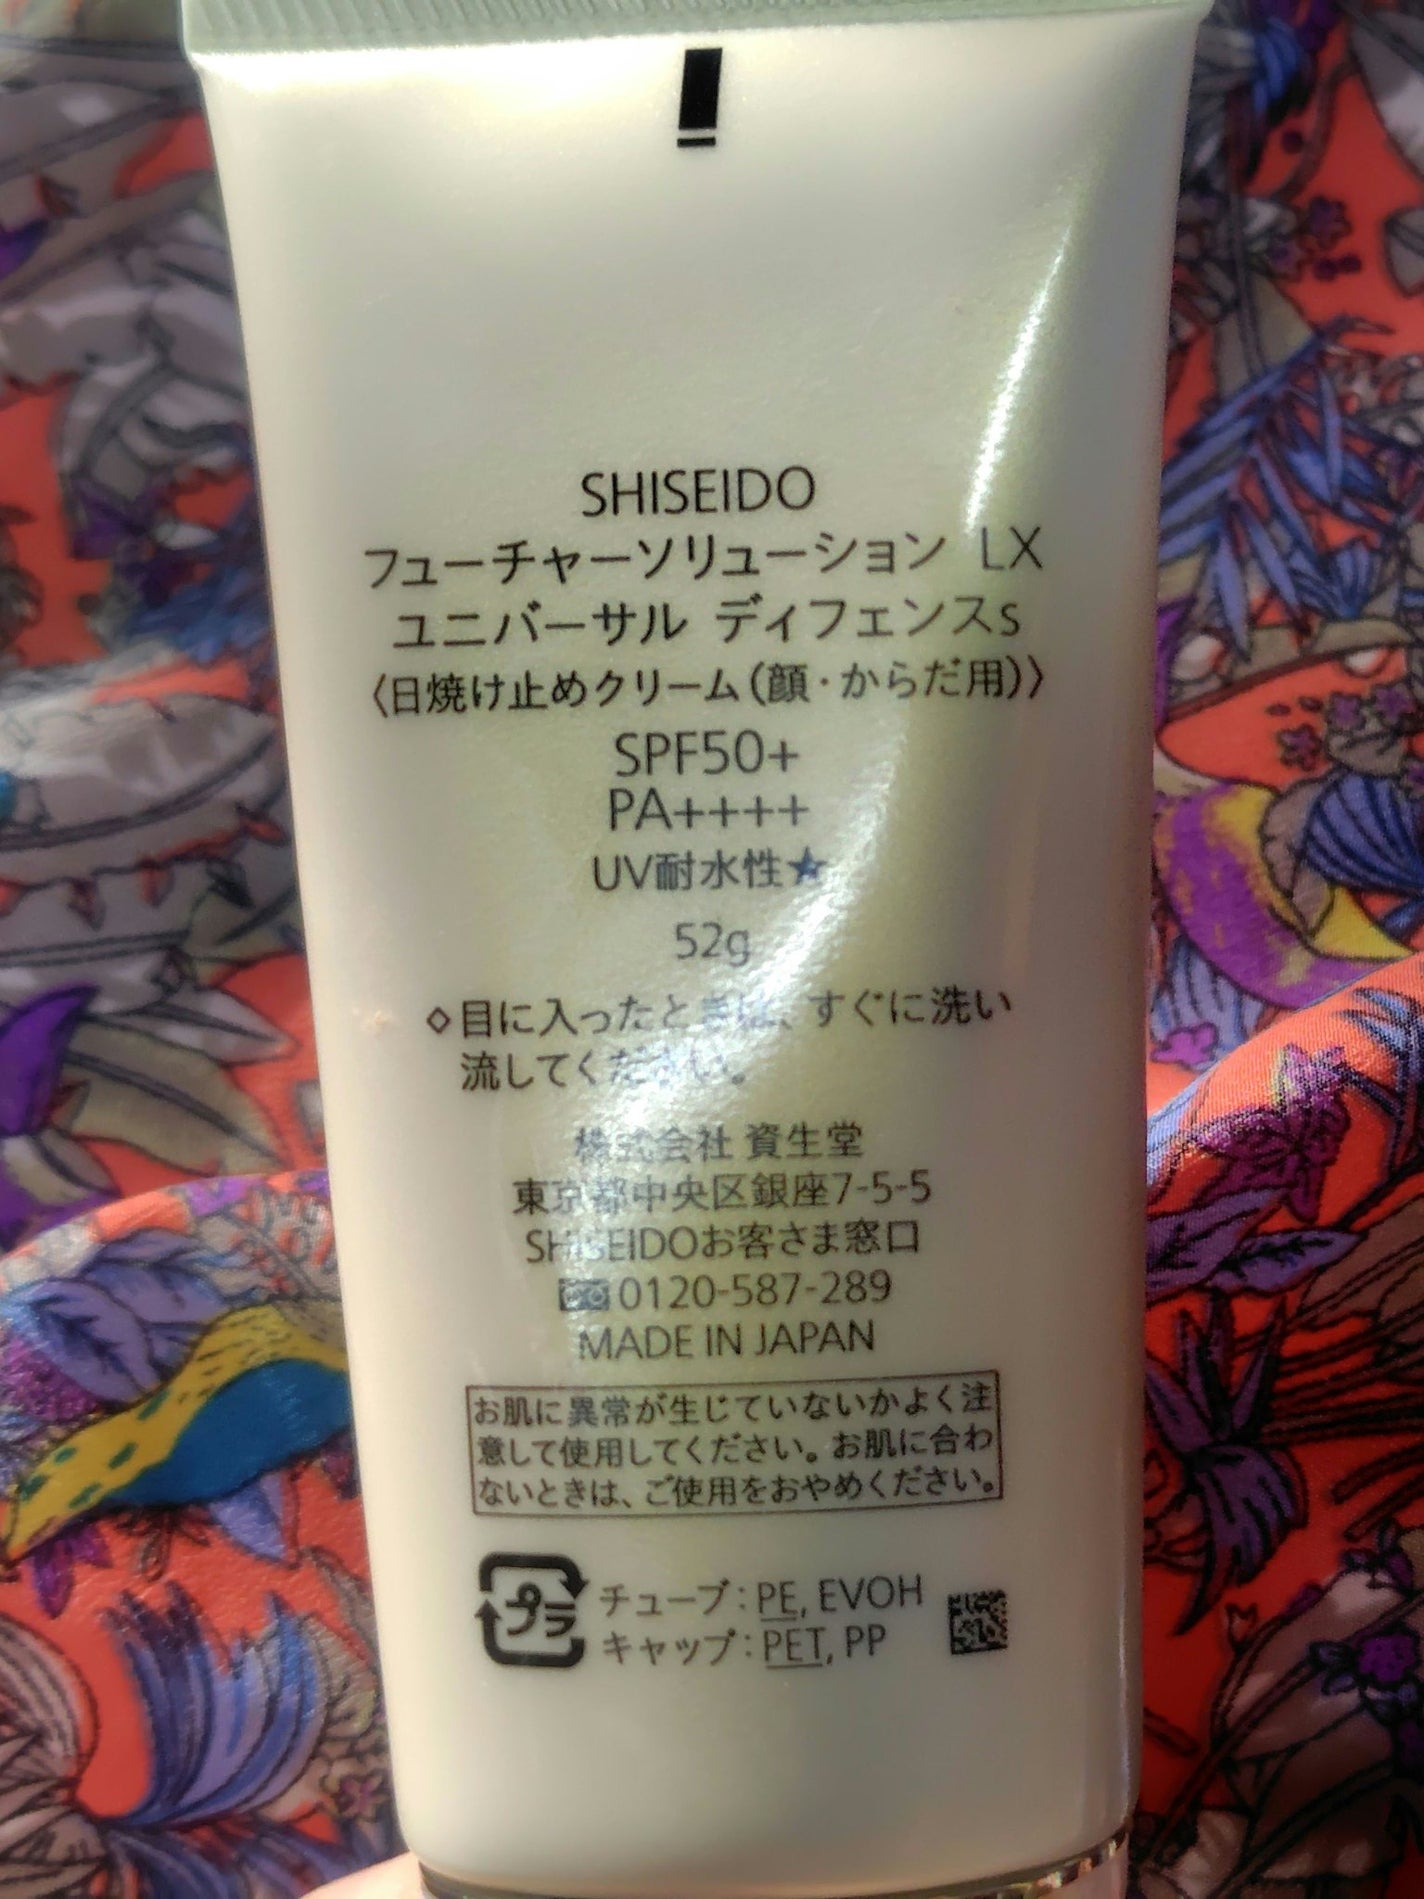 SHISEIDO
フューチャーソリューション LX
ユニバーサル ディフェンスs
〈日焼け止めクリーム(顔・からだ用)〉
SPF50+
PA++++
UV耐水性★
52g
◇目に入ったときは、すぐに洗い
流してください。
株式会社 資生堂
東京都中央区銀座7-5-5
SHISEIDOお客さま窓口
0120-587-289
MADE IN JAPAN
お肌に異常が生じていないかよく注
意して使用してください。お肌に合わ
ないときは、ご使用をおやめください。
プラ
チューブ：PE, EVOH
キャップ：PET, PP